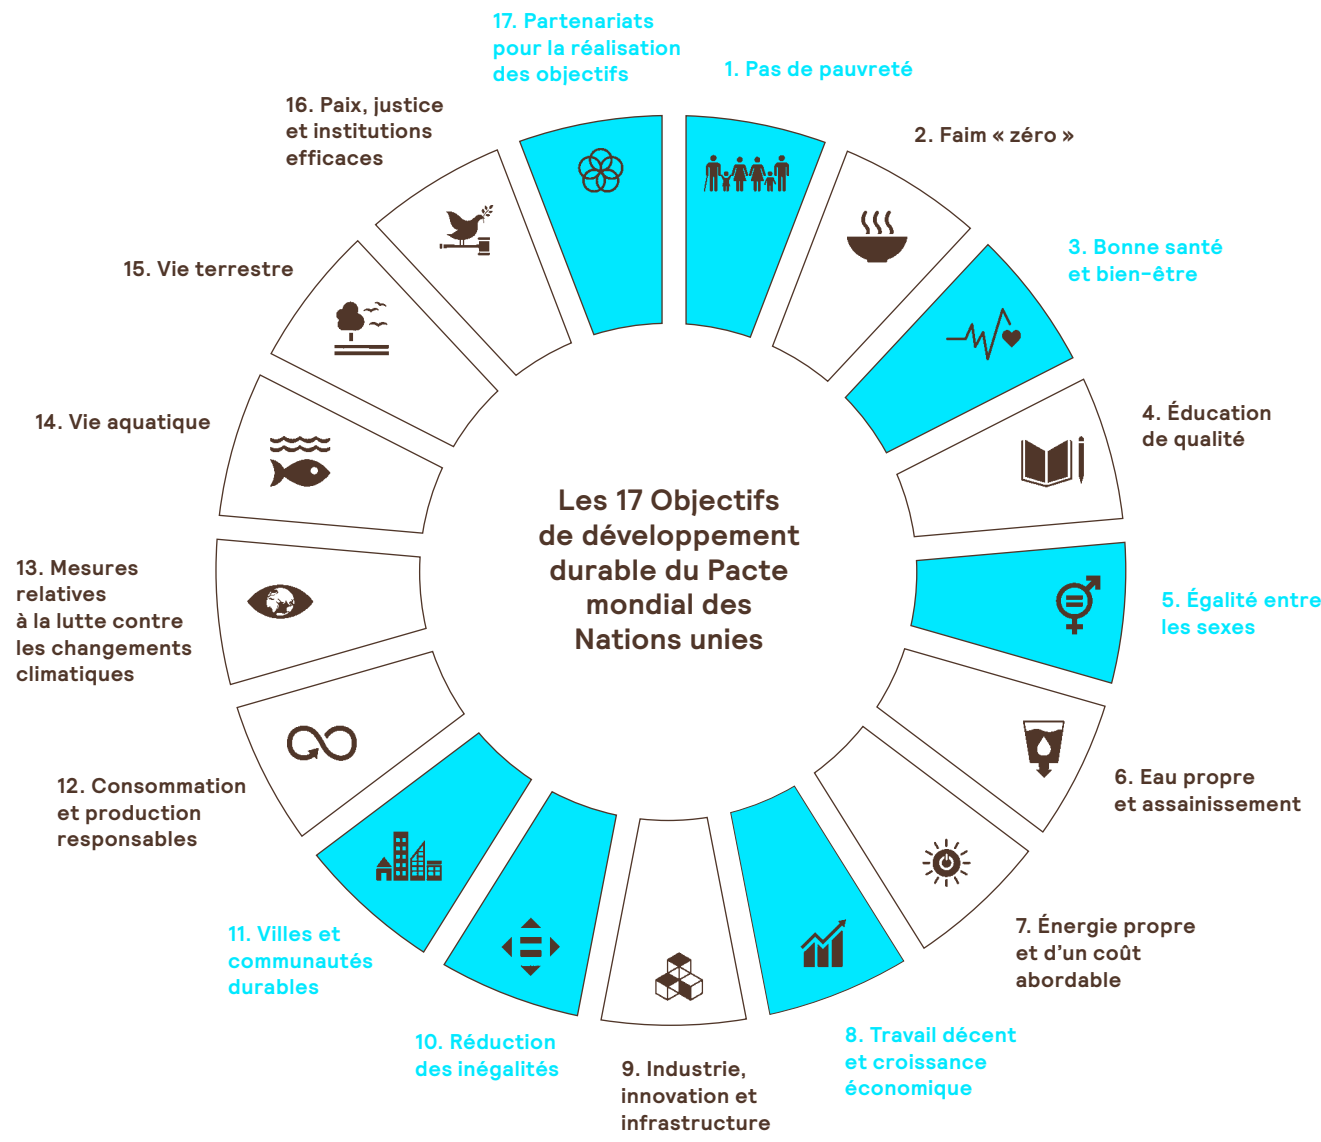 17. Partenariats
pour la réalisation
des objectifs
1. Pas de pauvreté
2. Faim « zéro »
3. Bonne santé
et bien-être
4. Éducation
de qualité
5. Égalité entre
les sexes
6. Eau propre
et assainissement
7. Énergie propre
et d'un coût
abordable
8. Travail décent
et croissance
économique
9. Industrie,
innovation et
infrastructure
10. Réduction
des inégalités
11. Villes et
communautés
durables
12. Consommation
et production
responsables
13. Mesures
relatives
à la lutte contre
les changements
climatiques
14. Vie aquatique
15. Vie terrestre
16. Paix, justice
et institutions
efficaces
Les 17 Objectifs
de développement
durable du Pacte
mondial des
Nations unies